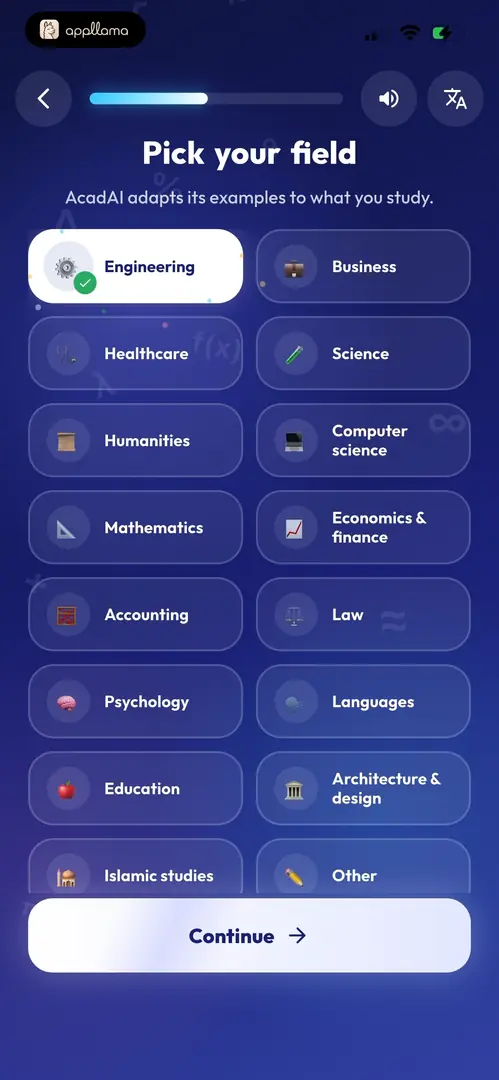 appllama
Pick your field
AcadAI adapts its examples to what you study.
Engineering
Business
Healthcare
f(x)
Science
Humanities
Computer
science
Mathematics
Economics &
finance
Accounting
Law
Psychology
Languages
Education
Architecture &
design
Islamic studies
Other
Continue →